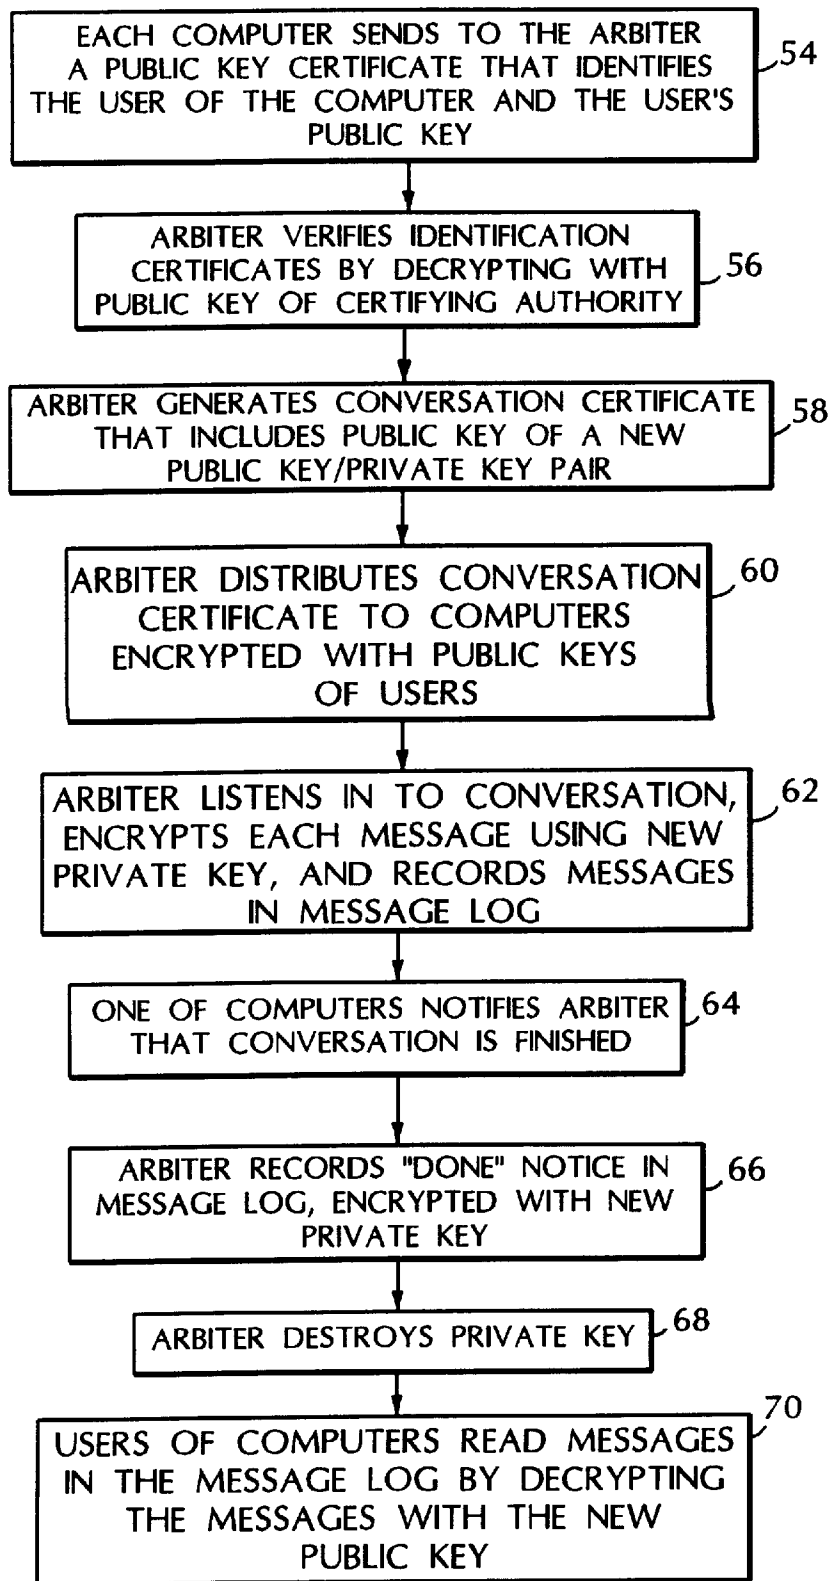 EACH COMPUTER SENDS TO THE ARBITER
A PUBLIC KEY CERTIFICATE THAT IDENTIFIES
THE USER OF THE COMPUTER AND THE USER'S
PUBLIC KEY
54
ARBITER VERIFIES IDENTIFICATION
CERTIFICATES BY DECRYPTING WITH
PUBLIC KEY OF CERTIFYING AUTHORITY
56
ARBITER GENERATES CONVERSATION CERTIFICATE
THAT INCLUDES PUBLIC KEY OF A NEW
PUBLIC KEY/PRIVATE KEY PAIR
58
ARBITER DISTRIBUTES CONVERSATION
CERTIFICATE TO COMPUTERS
ENCRYPTED WITH PUBLIC KEYS
OF USERS
60
ARBITER LISTENS IN TO CONVERSATION,
ENCRYPTS EACH MESSAGE USING NEW
PRIVATE KEY, AND RECORDS MESSAGES
IN MESSAGE LOG
62
ONE OF COMPUTERS NOTIFIES ARBITER
THAT CONVERSATION IS FINISHED
64
ARBITER RECORDS "DONE" NOTICE IN
MESSAGE LOG, ENCRYPTED WITH NEW
PRIVATE KEY
66
ARBITER DESTROYS PRIVATE KEY
68
USERS OF COMPUTERS READ MESSAGES
IN THE MESSAGE LOG BY DECRYPTING
THE MESSAGES WITH THE NEW
PUBLIC KEY
70